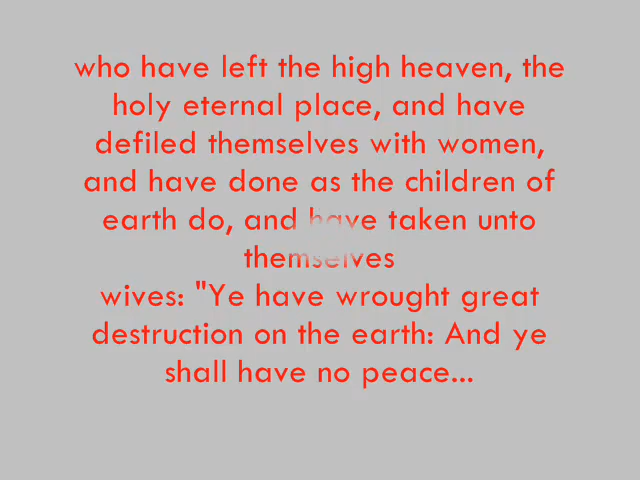 who have left the high heaven, the
holy eternal place, and have
defiled themselves with women,
and have done as the children of
earth do, and have taken unto
themselves
wives: "Ye have wrought great
destruction on the earth: And ye
shall have no peace...